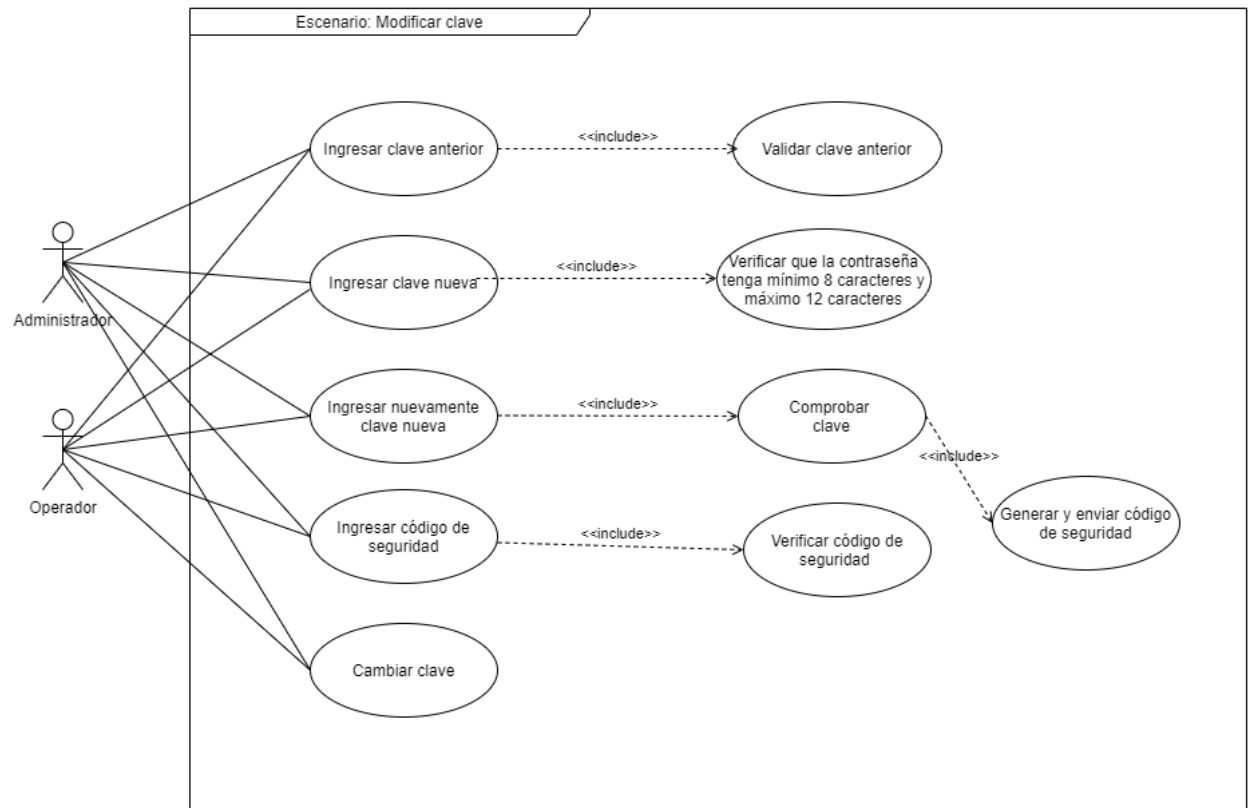 Escenario: Modificar clave
Ingresar clave anterior
<<include>>
Validar clave anterior
Administrador
Ingresar clave nueva
<<include>>
Verificar que la contraseña
tenga mínimo 8 caracteres y
máximo 12 caracteres
Ingresar nuevamente
clave nueva
<<include>>
Comprobar
clave
<<include>>
Generar y enviar código
de seguridad
Operador
Ingresar código de
seguridad
<<include>>
Verificar código de
seguridad
Cambiar clave